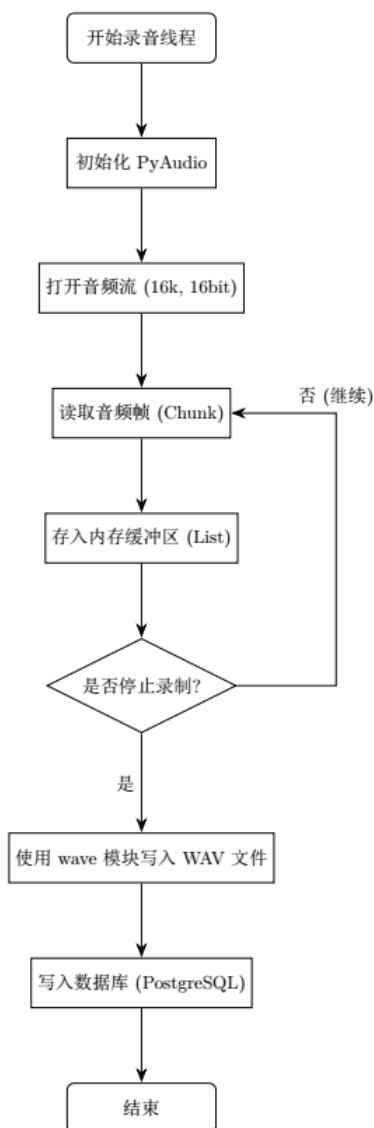 开始录音线程
初始化 PyAudio
打开音频流 (16k, 16bit)
读取音频帧 (Chunk)
否 (继续)
存入内存缓冲区 (List)
是否停止录制?
是
使用 wave 模块写入 WAV 文件
写入数据库 (PostgreSQL)
结束